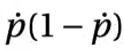 ṗ(1 − ṗ)